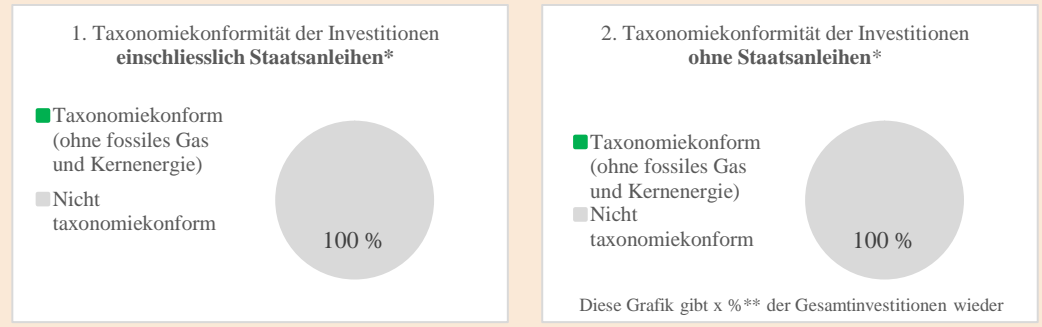 1. Taxonomiekonformität der Investitionen
einschliesslich Staatsanleihen*
Taxonomiekonform
(ohne fossiles Gas
und Kernenergie)
Nicht
taxonomiekonform
100 %
2. Taxonomiekonformität der Investitionen
ohne Staatsanleihen*
Taxonomiekonform
(ohne fossiles Gas
und Kernenergie)
Nicht
taxonomiekonform
100 %
Diese Grafik gibt x %** der Gesamtinvestitionen wieder